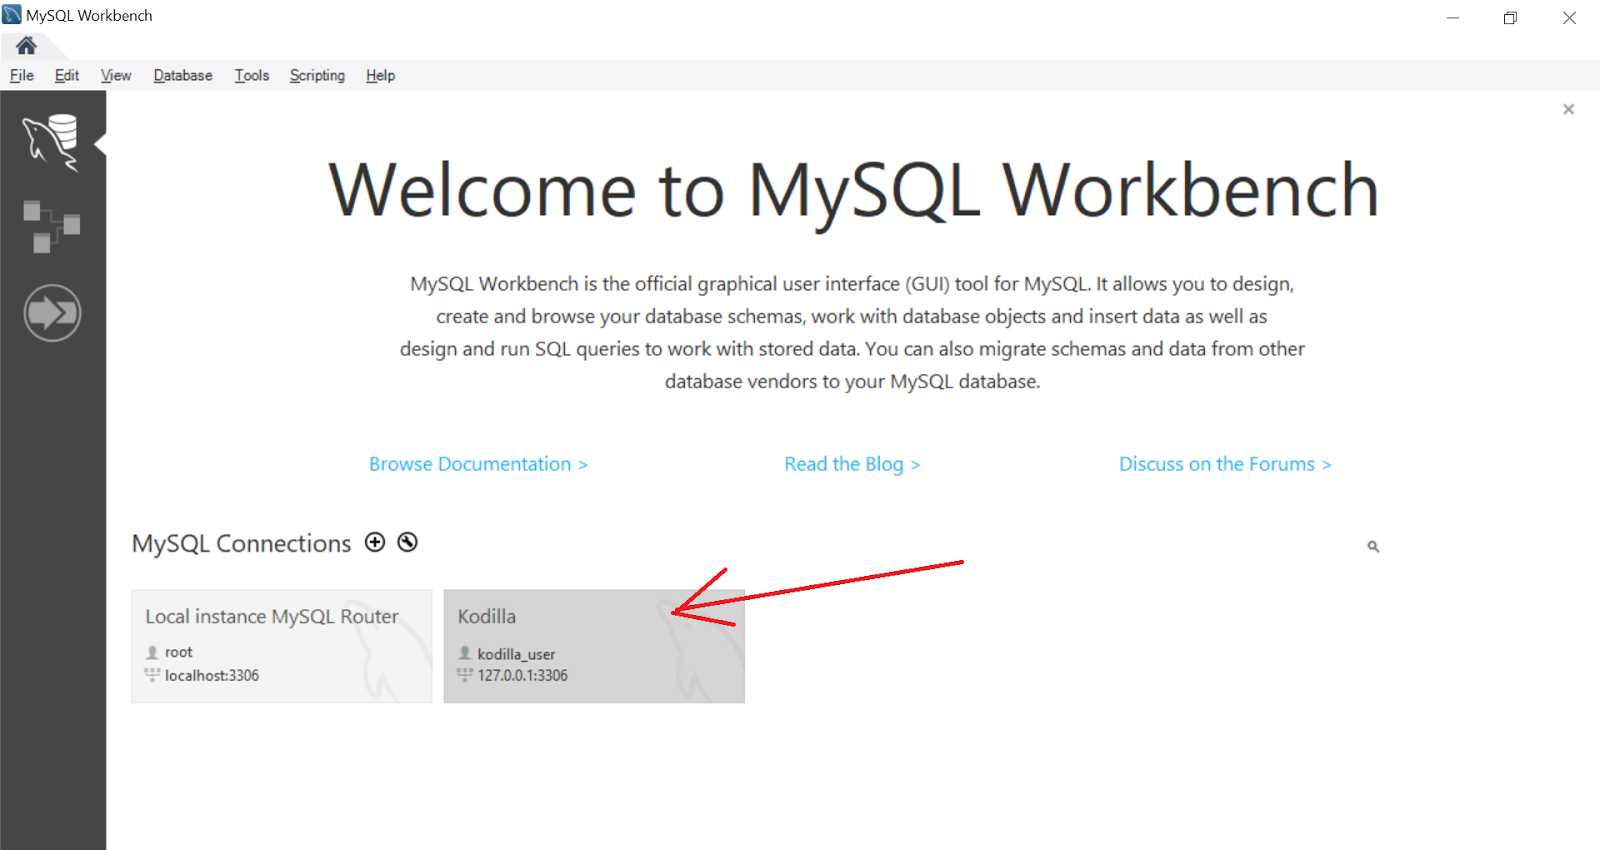 MySQL Workbench
File Edit View Database Tools Scripting Help
Welcome to MySQL Workbench
MySQL Workbench is the official graphical user interface (GUI) tool for MySQL. It allows you to design,
create and browse your database schemas, work with database objects and insert data as well as
design and run SQL queries to work with stored data. You can also migrate schemas and data from other
database vendors to your MySQL database.
Browse Documentation > Read the Blog > Discuss on the Forums >
MySQL Connections
Local instance MySQL Router
root
localhost:3306
Kodilla
kodilla_user
127.0.0.1:3306